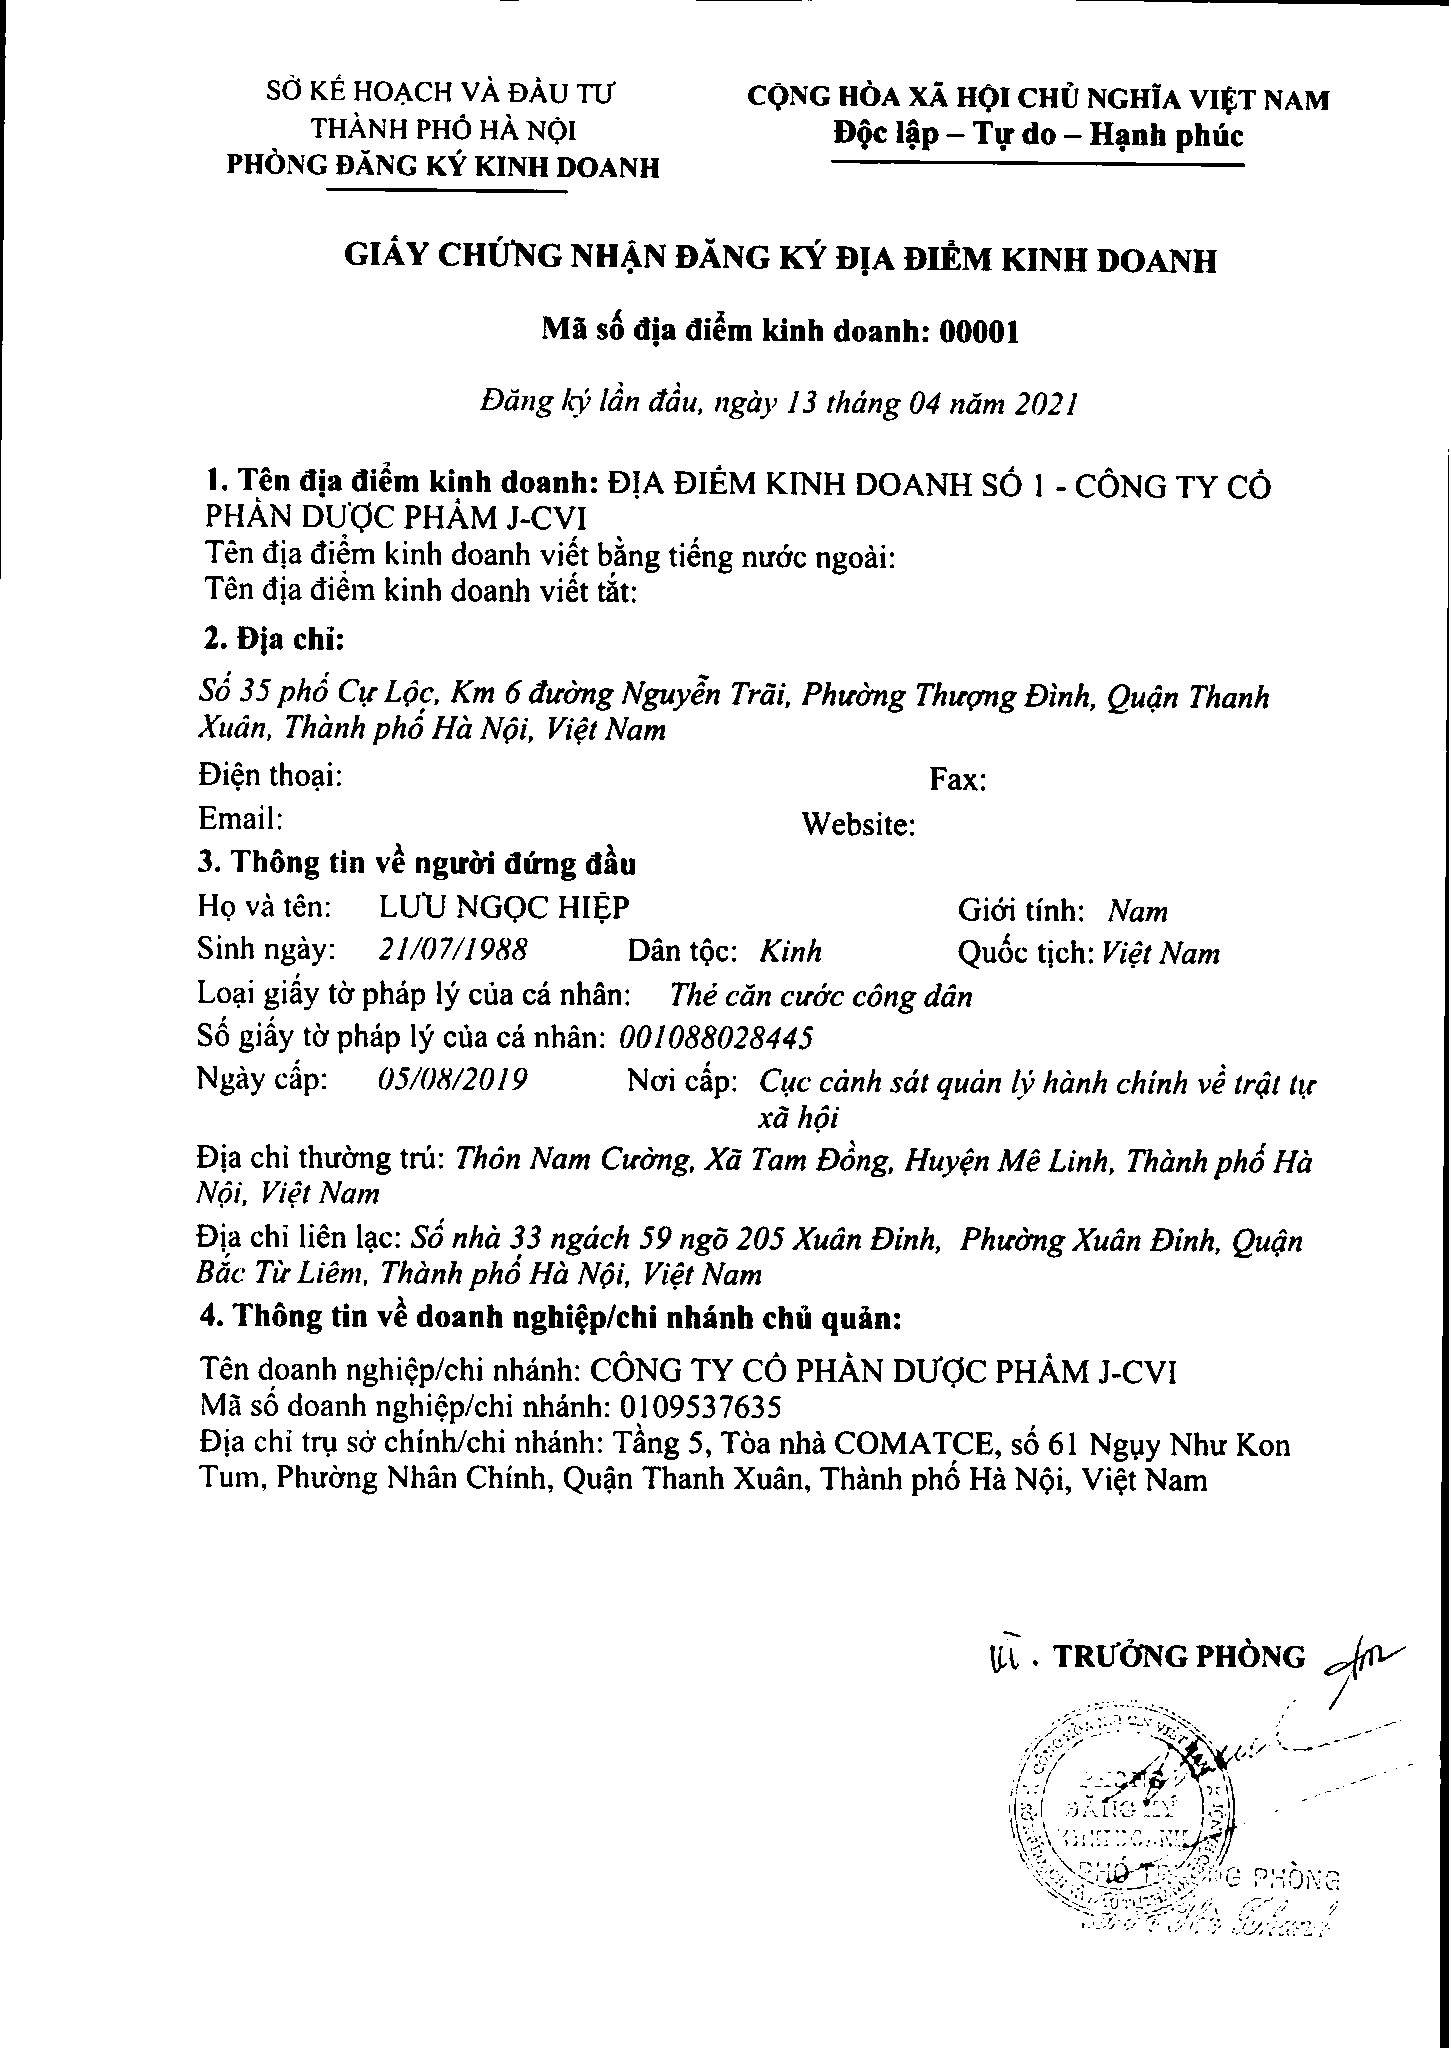 SỞ KẾ HOẠCH VÀ ĐẦU TƯ
THÀNH PHỐ HÀ NỘI
PHÒNG ĐĂNG KÝ KINH DOANH
CỘNG HÒA XÃ HỘI CHỦ NGHĨA VIỆT NAM
Độc lập – Tự do – Hạnh phúc
GIẤY CHỨNG NHẬN ĐĂNG KÝ ĐỊA ĐIỂM KINH DOANH
Mã số địa điểm kinh doanh: 00001
Đăng ký lần đầu, ngày 13 tháng 04 năm 2021
1. Tên địa điểm kinh doanh: ĐỊA ĐIỂM KINH DOANH SỐ 1 - CÔNG TY CỔ
PHẦN DƯỢC PHẨM J-CVI
Tên địa điểm kinh doanh viết bằng tiếng nước ngoài:
Tên địa điểm kinh doanh viết tắt:
2. Địa chỉ:
Số 35 phố Cự Lộc, Km 6 đường Nguyễn Trãi, Phường Thượng Đình, Quận Thanh
Xuân, Thành phố Hà Nội, Việt Nam
Điện thoại: Fax:
Email: Website:
3. Thông tin về người đứng đầu
Họ và tên: LƯU NGỌC HIỆP Giới tính: Nam
Sinh ngày: 21/07/1988 Dân tộc: Kinh Quốc tịch: Việt Nam
Loại giấy tờ pháp lý của cá nhân: Thẻ căn cước công dân
Số giấy tờ pháp lý của cá nhân: 001088028445
Ngày cấp: 05/08/2019 Nơi cấp: Cục cảnh sát quản lý hành chính về trật tự
xã hội
Địa chỉ thường trú: Thôn Nam Cường, Xã Tam Đồng, Huyện Mê Linh, Thành phố Hà
Nội, Việt Nam
Địa chỉ liên lạc: Số nhà 33 ngách 59 ngõ 205 Xuân Đỉnh, Phường Xuân Đỉnh, Quận
Bắc Từ Liêm, Thành phố Hà Nội, Việt Nam
4. Thông tin về doanh nghiệp/chi nhánh chủ quản:
Tên doanh nghiệp/chi nhánh: CÔNG TY CỔ PHẦN DƯỢC PHẨM J-CVI
Mã số doanh nghiệp/chi nhánh: 0109537635
Địa chỉ trụ sở chính/chi nhánh: Tầng 5, Tòa nhà COMATCE, số 61 Ngụy Như Kon
Tum, Phường Nhân Chính, Quận Thanh Xuân, Thành phố Hà Nội, Việt Nam
TRƯỞNG PHÒNG
PHÒNG
ĐĂNG KÝ
KINH DOANH
PHÓ TRƯỞNG PHÒNG